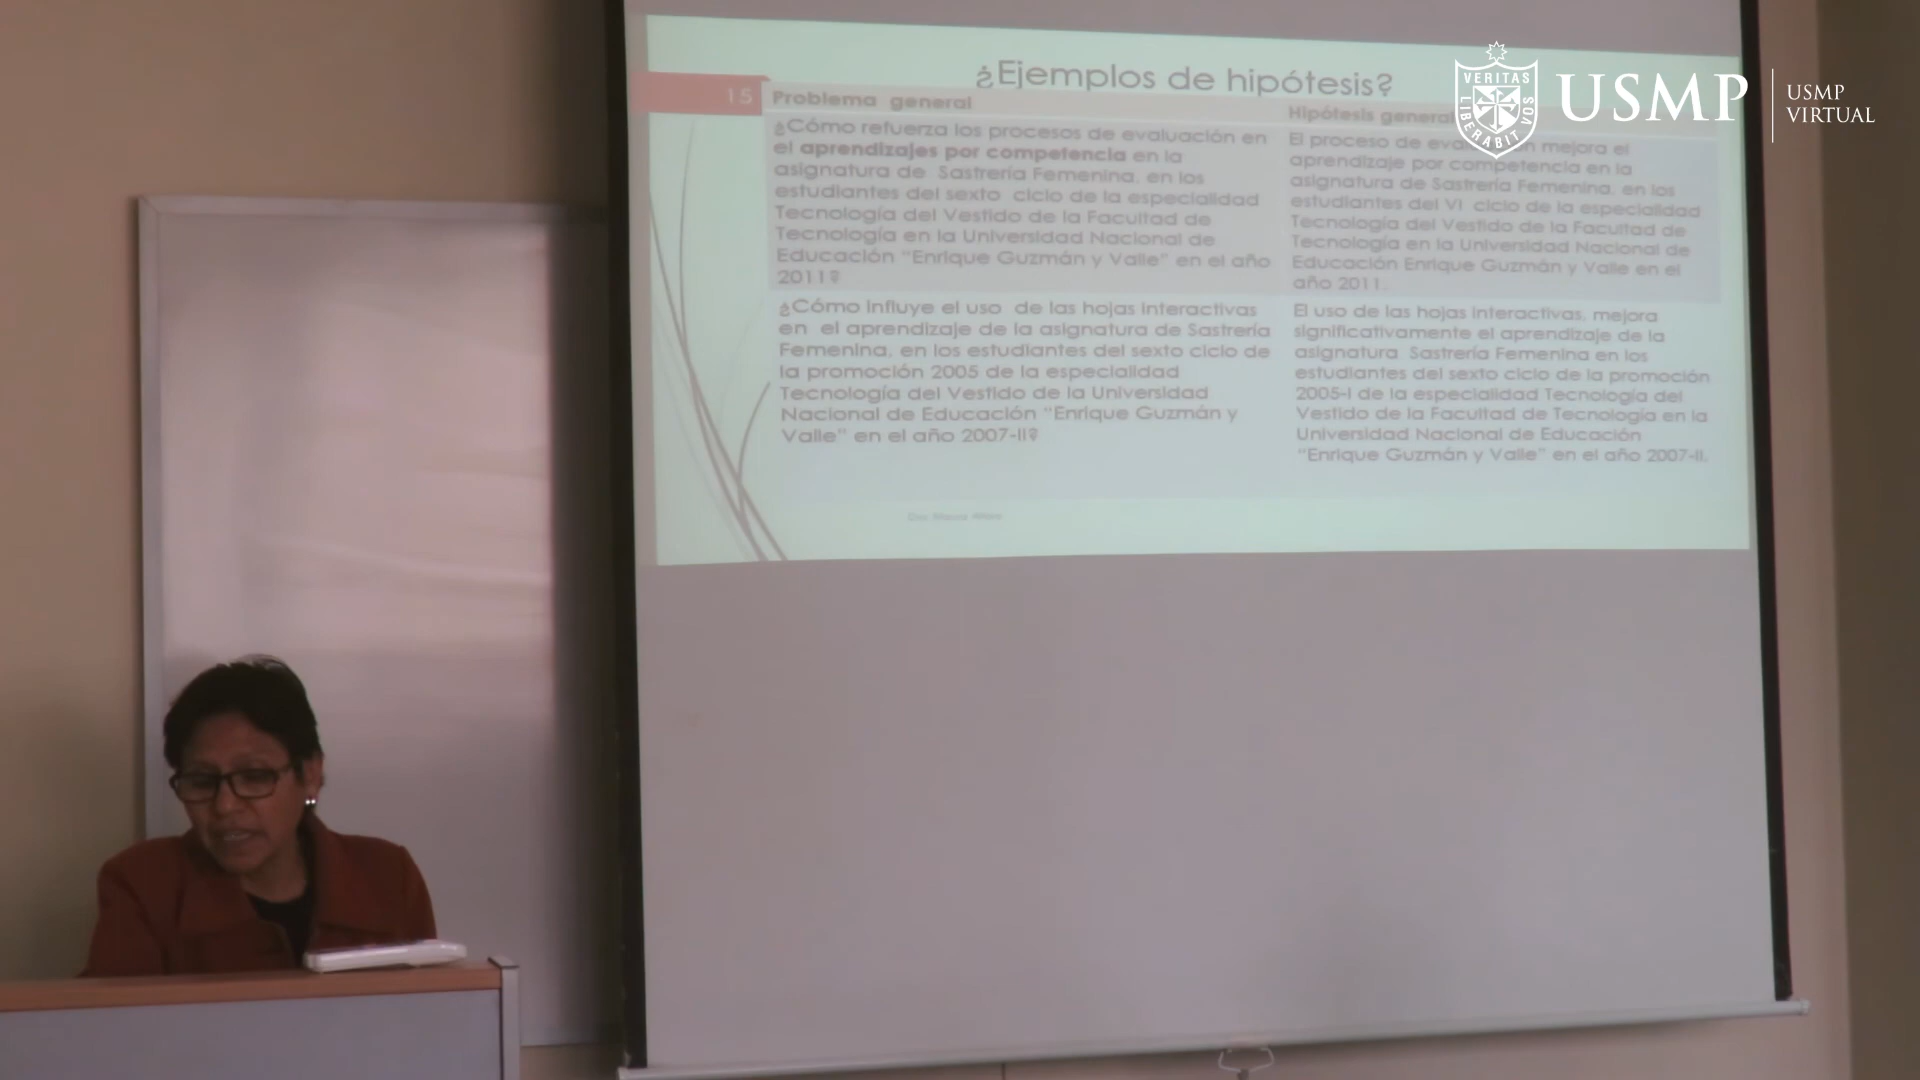 ¿Ejemplos de hipótesis?
15
Problema general
¿Cómo refuerza los procesos de evaluación en
el aprendizajes por competencia en la
asignatura de Sastrería Femenina, en los
estudiantes del sexto ciclo de la especialidad
Tecnología del Vestido de la Facultad de
Tecnología en la Universidad Nacional de
Educación "Enrique Guzmán y Valle" en el año
2011?
Hipótesis general
El proceso de mejora el
aprendizaje por competencia en la
asignatura de Sastrería Femenina, en los
estudiantes del VI ciclo de la especialidad
Tecnología del Vestido de la Facultad de
Tecnología en la Universidad Nacional de
Educación Enrique Guzmán y Valle en el
año 2011.
¿Cómo Influye el uso de las hojas interactivas
en el aprendizaje de la asignatura de Sastrería
Femenina, en los estudiantes del sexto ciclo de
la promoción 2005 de la especialidad
Tecnología del Vestido de la Universidad
Nacional de Educación "Enrique Guzmán y
Valle" en el año 2007-II?
El uso de las hojas interactivas, mejora
significativamente el aprendizaje de la
asignatura Sastrería Femenina en los
estudiantes del sexto ciclo de la promoción
2005-I de la especialidad Tecnología del
Vestido de la Facultad de Tecnología en la
Universidad Nacional de Educación
"Enrique Guzmán y Valle" en el año 2007-II.
VERITAS
LIBERABIT VOS
USMP
USMP
VIRTUAL